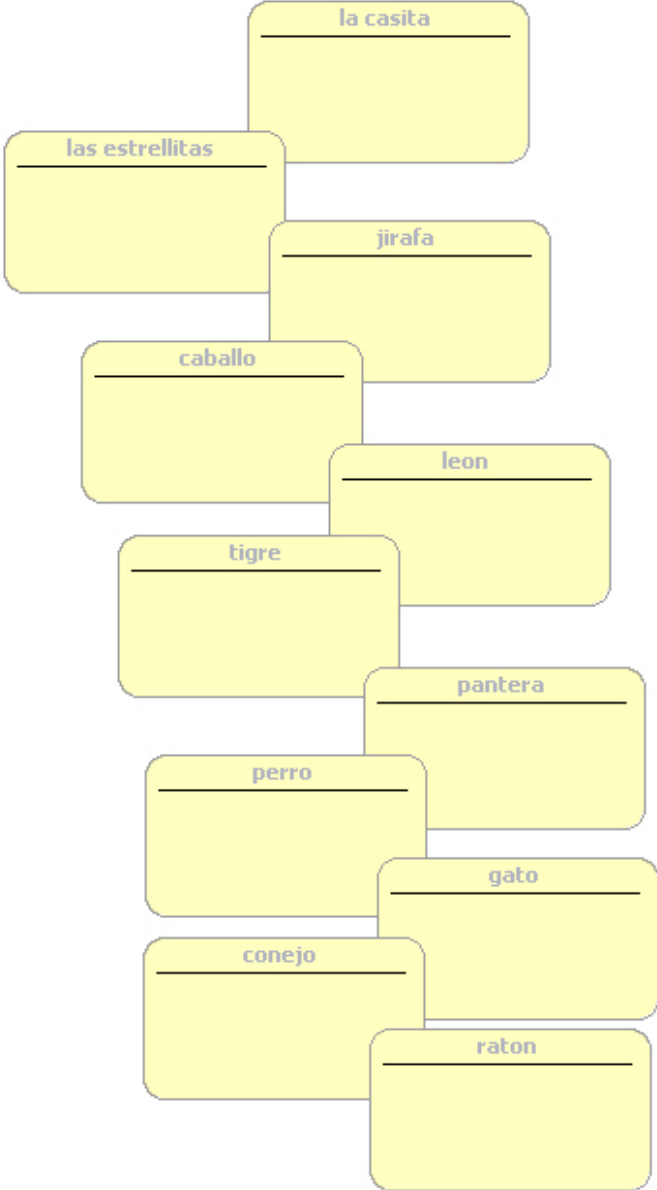 la casita
las estrellitas
jirafa
caballo
leon
tigre
pantera
perro
gato
conejo
raton